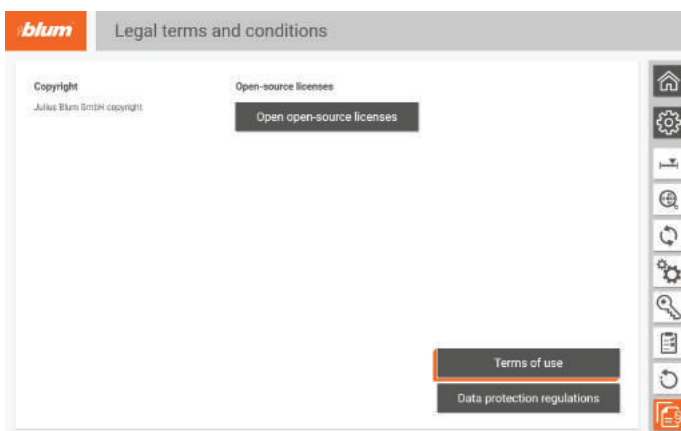 blum
Legal terms and conditions
Copyright
Julius Blum GmbH copyright
Open-source licenses
Open open-source licenses
Terms of use
Data protection regulations